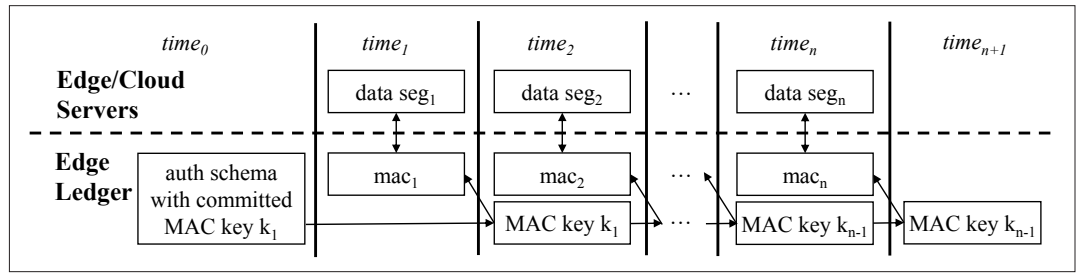 time0 time1 time2 timen timen+1
Edge/Cloud
Servers
data seg1 data seg2 ... data segn
Edge
Ledger
auth schema
with committed
MAC key k1
mac1 mac2 ... macn
MAC key k1 ... MAC key kn-1 MAC key kn-1